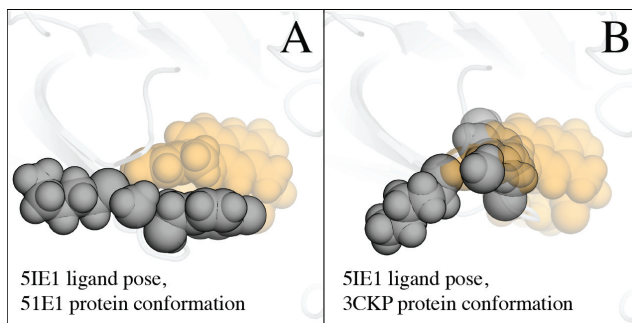 A
B
5IE1 ligand pose,
51E1 protein conformation
5IE1 ligand pose,
3CKP protein conformation